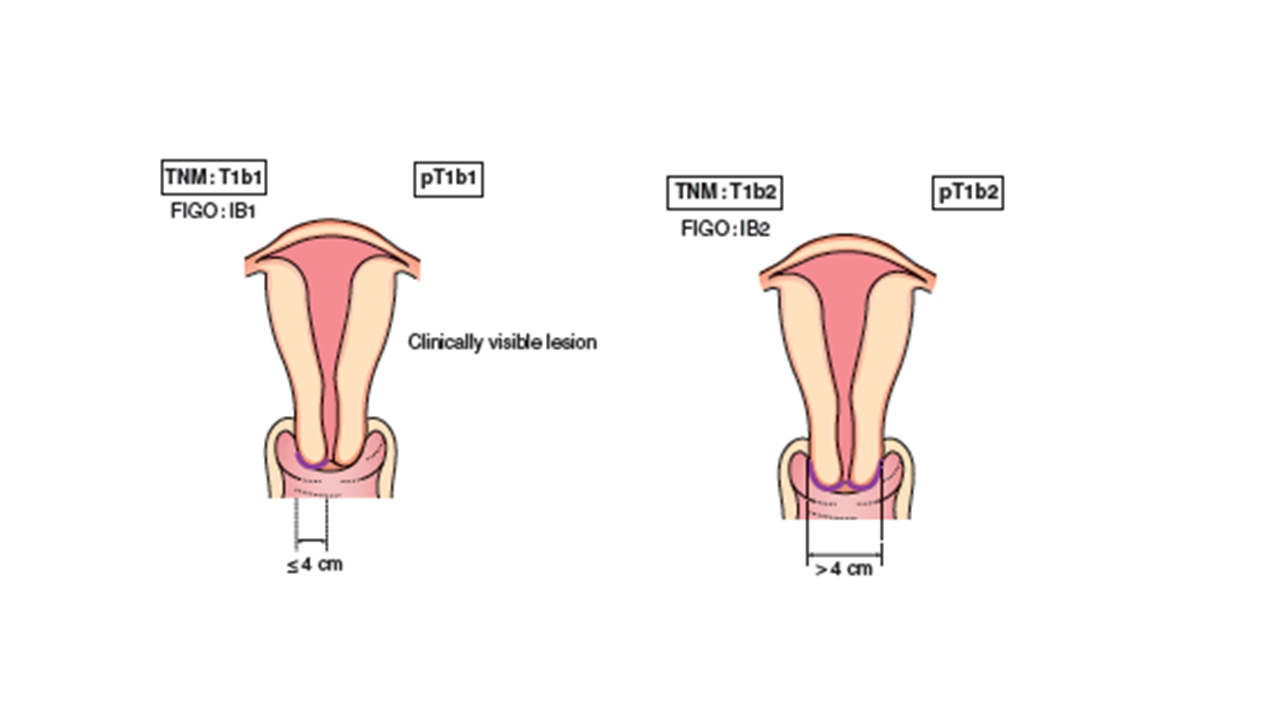 TNM : T1b1
pT1b1
FIGO : IB1
Clinically visible lesion
≤ 4 cm
TNM : T1b2
pT1b2
FIGO : IB2
> 4 cm